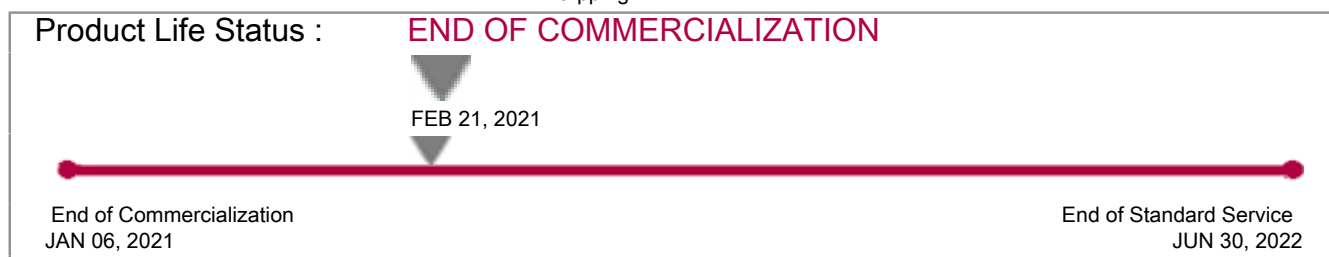 Product Life Status : END OF COMMERCIALIZATION
FEB 21, 2021
End of Commercialization End of Standard Service
JAN 06, 2021 JUN 30, 2022